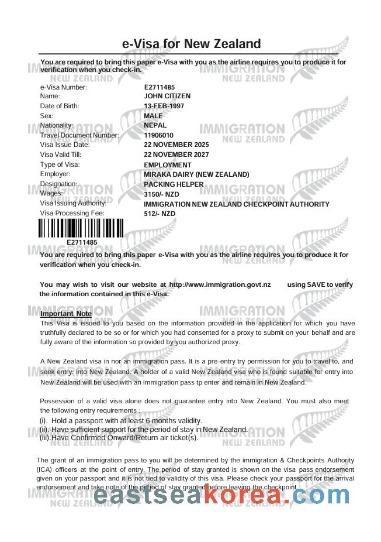 e-Visa for New Zealand
You are required to bring this paper e-Visa with you as the airline requires you to produce it for
verification when you check-in.
e-Visa Number: E2711485
Name: JOHN CITIZEN
Date of Birth: 13-FEB-1997
Sex: MALE
Nationality: NEPAL
Travel Document Number: 11906010
Visa Issue Date: 22 NOVEMBER 2025
Visa Valid Till: 22 NOVEMBER 2027
Type of Visa: EMPLOYMENT
Employer: MIRAKA DAIRY (NEW ZEALAND)
Designation: PACKING HELPER
Wages: 3150/- NZD
Visa Issuing Authority: IMMIGRATION NEW ZEALAND CHECKPOINT AUTHORITY
Visa Processing Fee: 512/- NZD
E2711485
You are required to bring this paper e-Visa with you as the airline requires you to produce it for
verification when you check-in.
You may wish to visit our website at http://www.immigration.govt.nz using SAVE to verify
the information contained in this e-Visa.
Important Note
This Visa is issued to you based on the information provided in the application for which you have
truthfully declared to be so or for which you had consented for a proxy to submit on your behalf and are
fully aware of the information so provided by you authorized proxy.
A New Zealand visa in nor an immigration pass. It is a pre-entry try permission for you to travel to, and
seek entry into New Zealand. A holder of a valid New Zealand visa who is found suitable for entry into
New Zealand will be used with an immigration pass tp enter and remain in New Zealand.
Possession of a valid visa alone does not guarantee entry into New Zealand. You must also meet
the following entry requirements :
(i). Hold a passport with at least 6 months validity.
(ii). Have sufficient support for the period of stay in New Zealand.
(ii) Have Confirmed Onward/Return air ticket(s).
The grant of an immigration pass to you will be determined by the immigration & Checkpoints Authority
(ICA) officers at the point of entry. The period of stay granted is shown on the visa pass endorsement
given on your passport and it is not tied to validity of this visa. Please check your passport for the arrival
endorsement and take note of the period of stay granted before leaving the checkpoint.
IMMIGRATION
NEW ZEALAND
eastseakorea.com